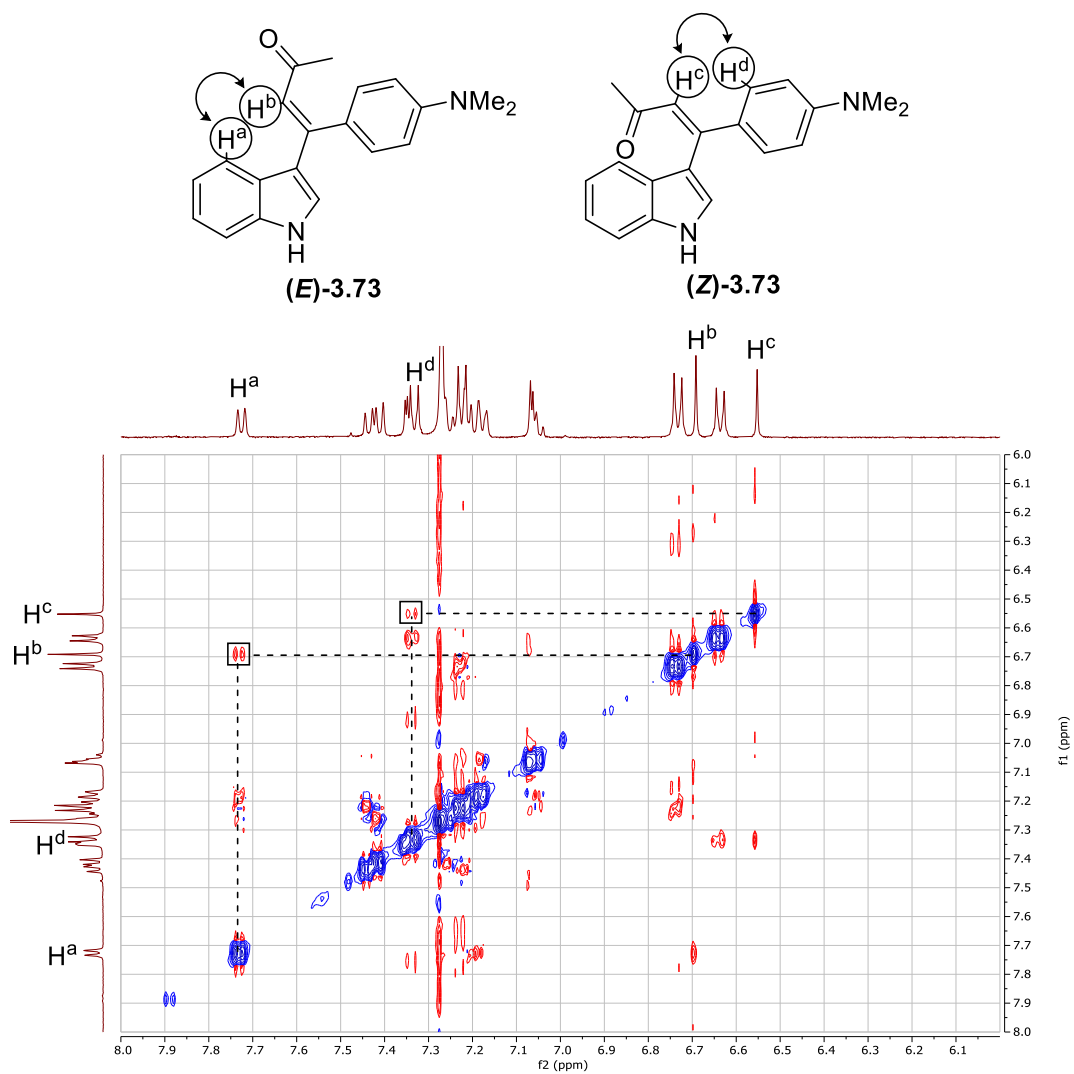 O
O
H^b
H^a
NMe2
N
H
(E)-3.73
H^c
H^d
NMe2
O
N
H
(Z)-3.73
H^a
H^d
H^b
H^c
H^c
H^b
H^d
H^a
6.0
6.1
6.2
6.3
6.4
6.5
6.6
6.7
6.8
6.9
7.0
7.1
7.2
7.3
7.4
7.5
7.6
7.7
7.8
7.9
8.0
f1 (ppm)
8.0 7.9 7.8 7.7 7.6 7.5 7.4 7.3 7.2 7.1 7.0 6.9 6.8 6.7 6.6 6.5 6.4 6.3 6.2 6.1
f2 (ppm)